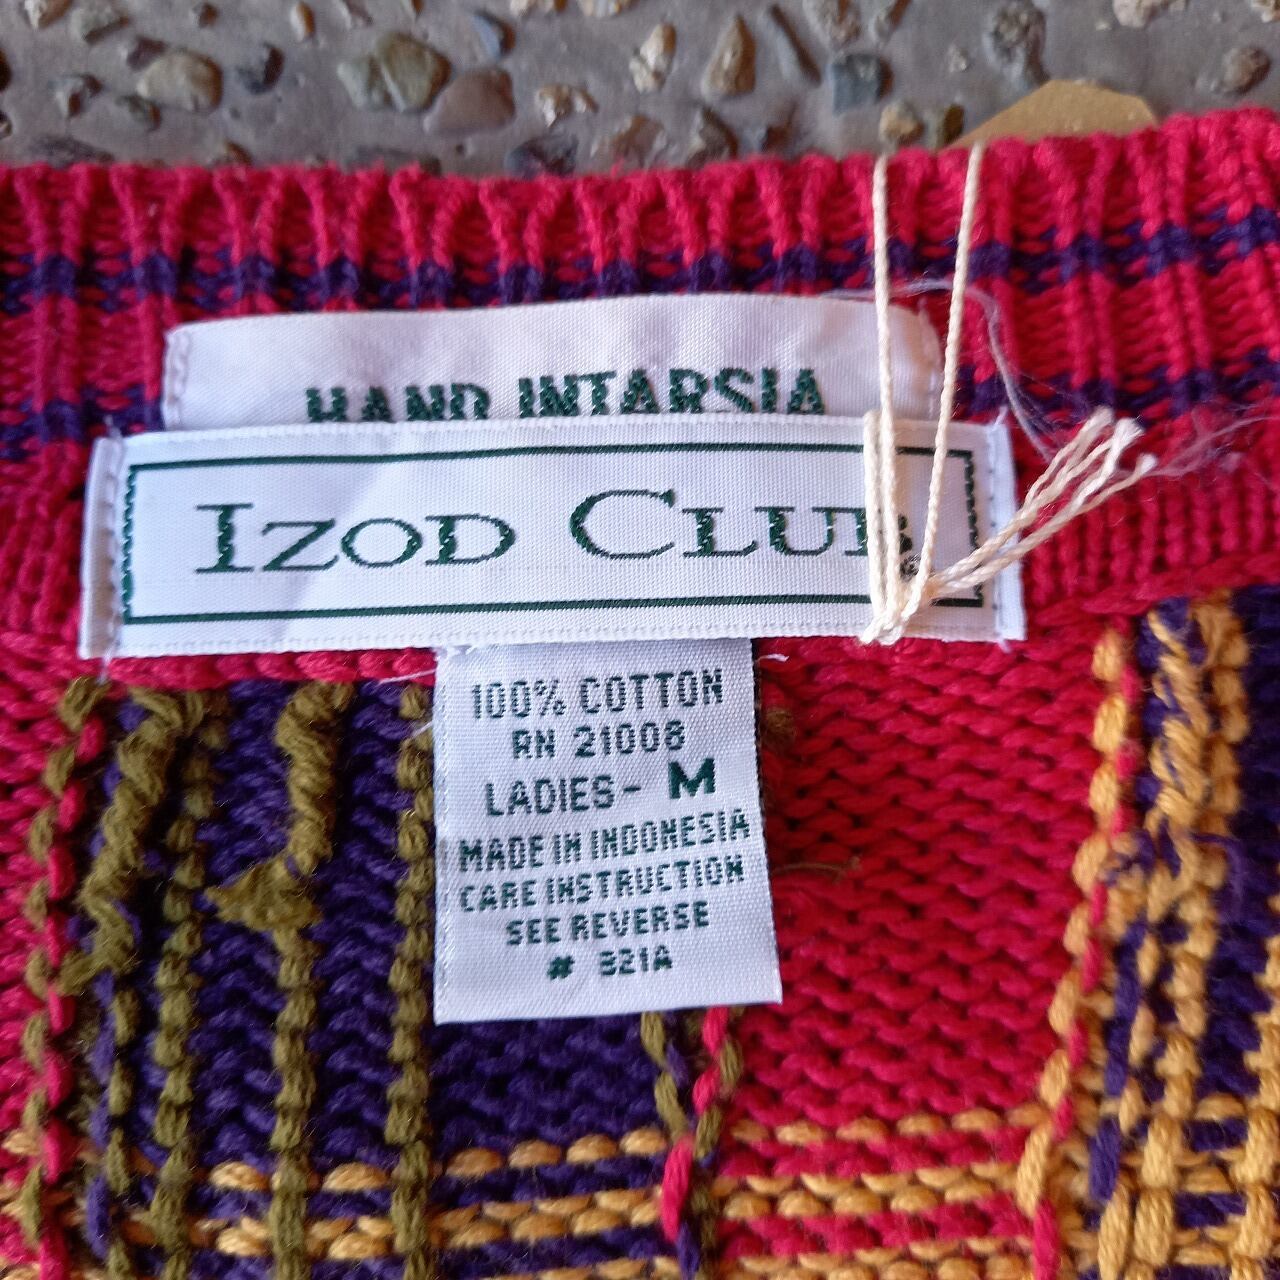 HAND INTARSIA
IZOD CLUB
100% COTTON
RN 21008
LADIES- M
MADE IN INDONESIA
CARE INSTRUCTION
SEE REVERSE
# 321A